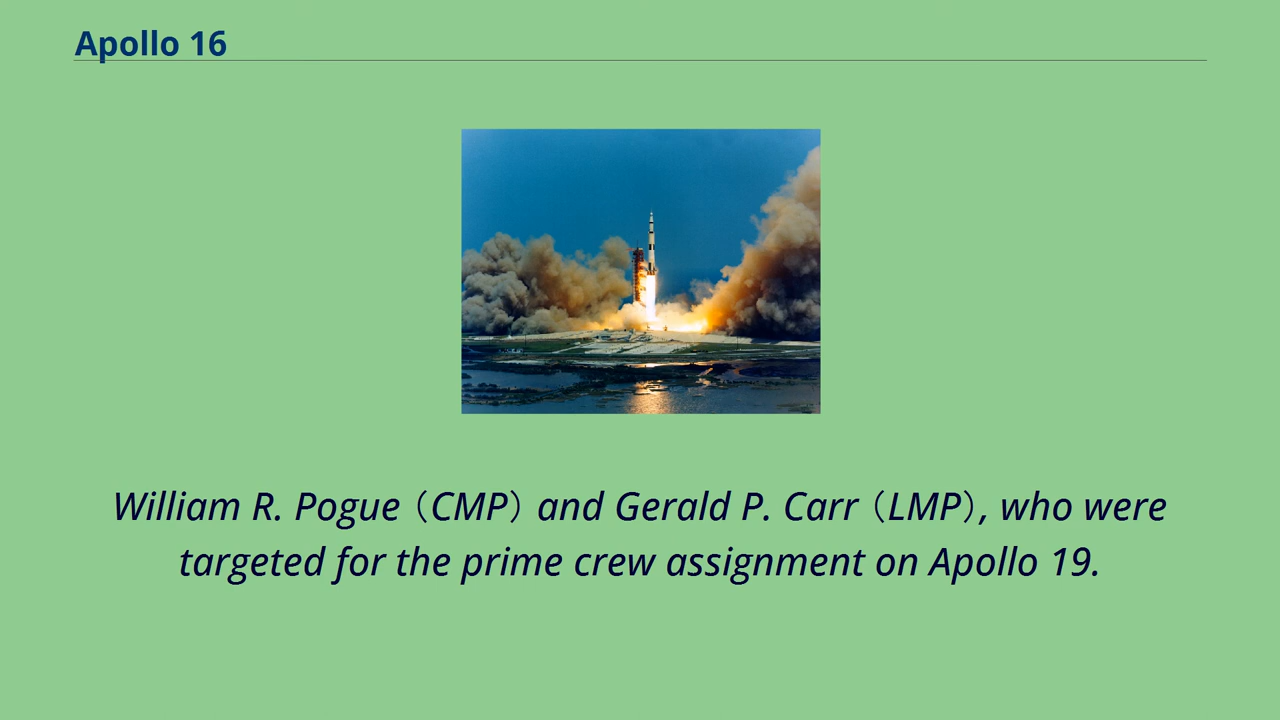 Apollo 16
William R. Pogue (CMP) and Gerald P. Carr (LMP), who were
targeted for the prime crew assignment on Apollo 19.